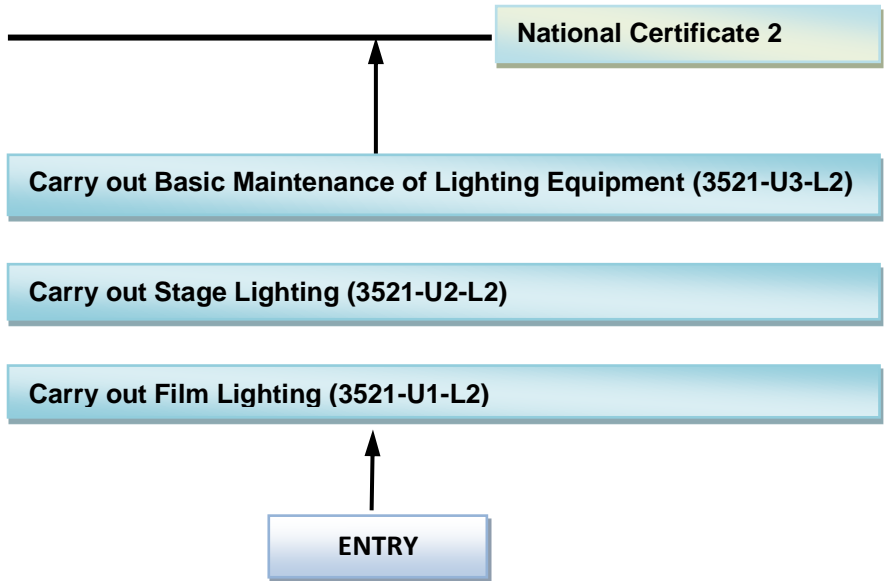 National Certificate 2
Carry out Basic Maintenance of Lighting Equipment (3521-U3-L2)
Carry out Stage Lighting (3521-U2-L2)
Carry out Film Lighting (3521-U1-L2)
ENTRY